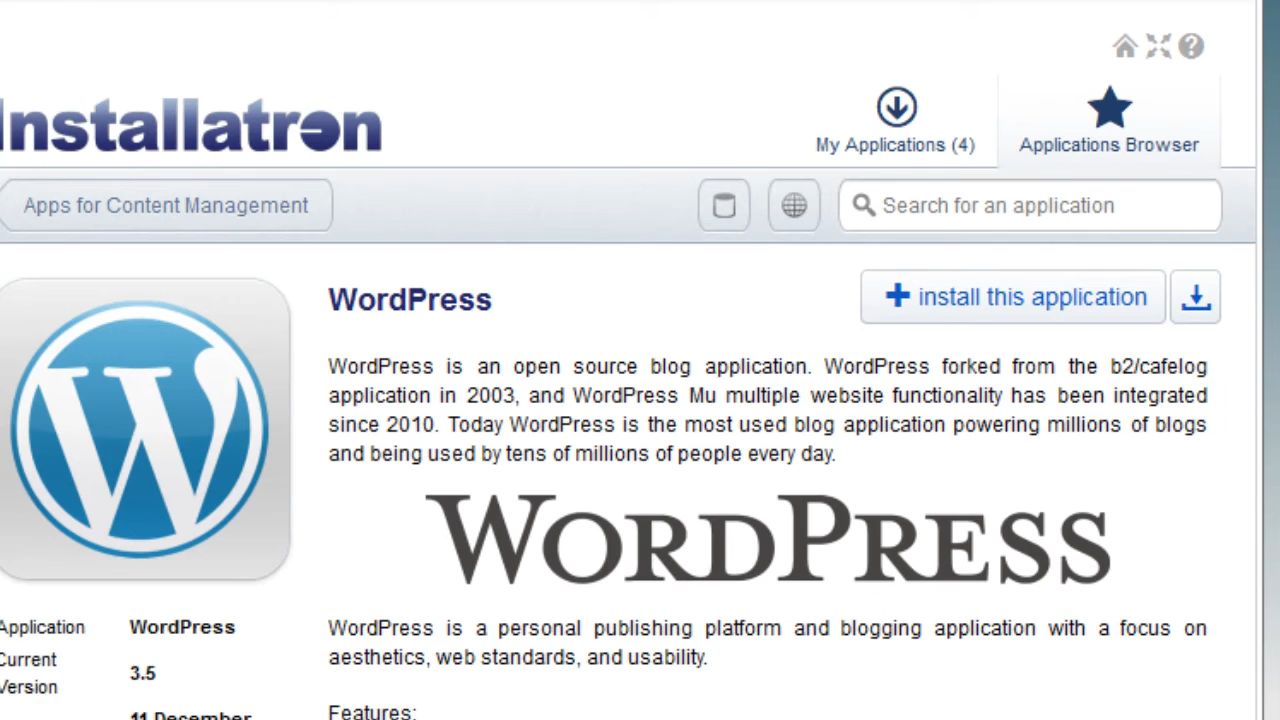 Installatron
My Applications (4)
Applications Browser
Apps for Content Management
Search for an application
WordPress
install this application
WordPress is an open source blog application. WordPress forked from the b2/cafelog
application in 2003, and WordPress Mu multiple website functionality has been integrated
since 2010. Today WordPress is the most used blog application powering millions of blogs
and being used by tens of millions of people every day.
WORDPRESS
Application WordPress
Current
Version
3.5
11 December
WordPress is a personal publishing platform and blogging application with a focus on
aesthetics, web standards, and usability.
Features: